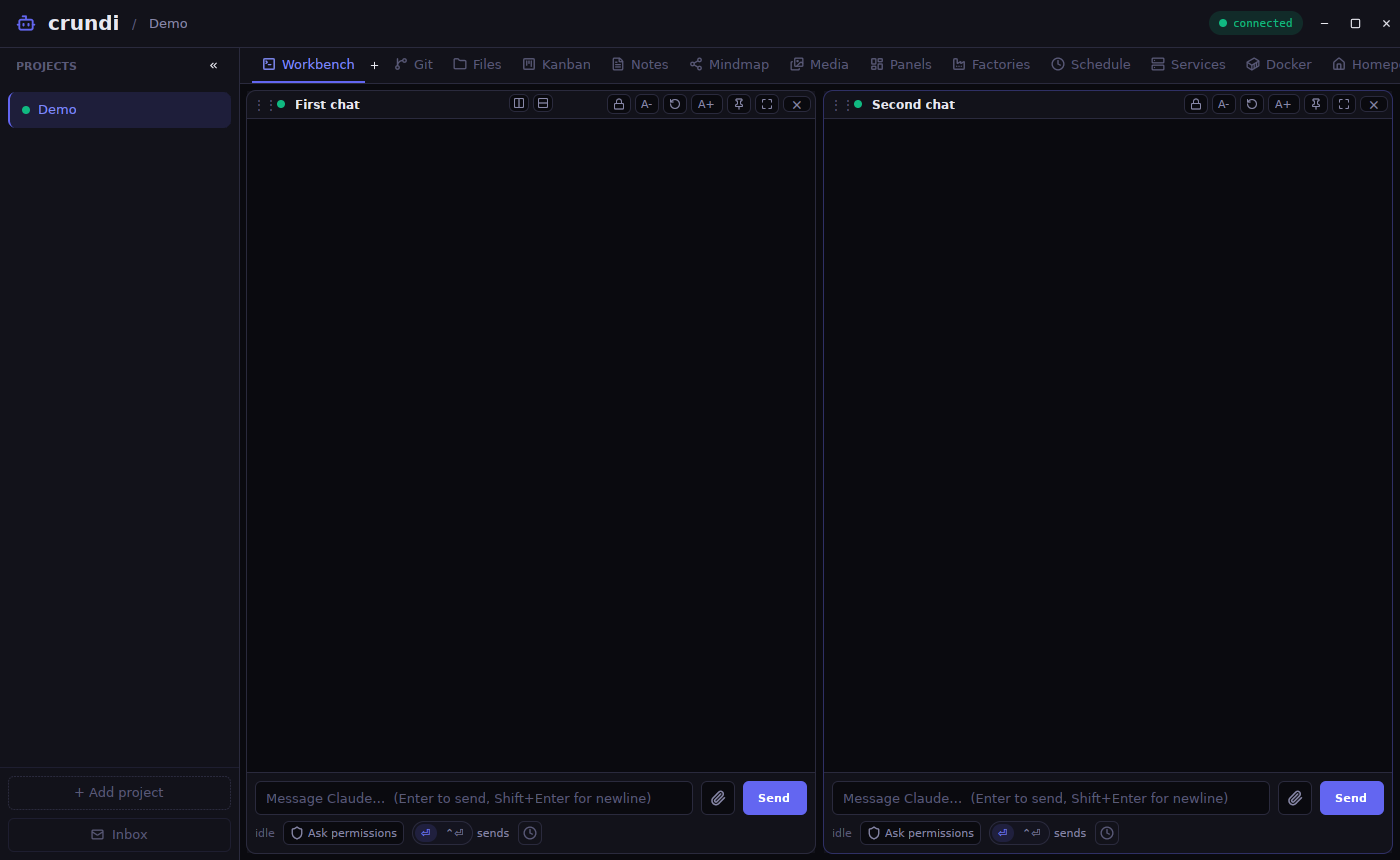 crundi / Demo
connected
PROJECTS «
Demo
Workbench + Git Files Kanban Notes Mindmap Media Panels Factories Schedule Services Docker Homep
First chat A- A+
Second chat A- A+
Message Claude... (Enter to send, Shift+Enter for newline) Send
idle Ask permissions ⏎ ⌃⏎ sends
Message Claude... (Enter to send, Shift+Enter for newline) Send
idle Ask permissions ⏎ ⌃⏎ sends
+ Add project
Inbox